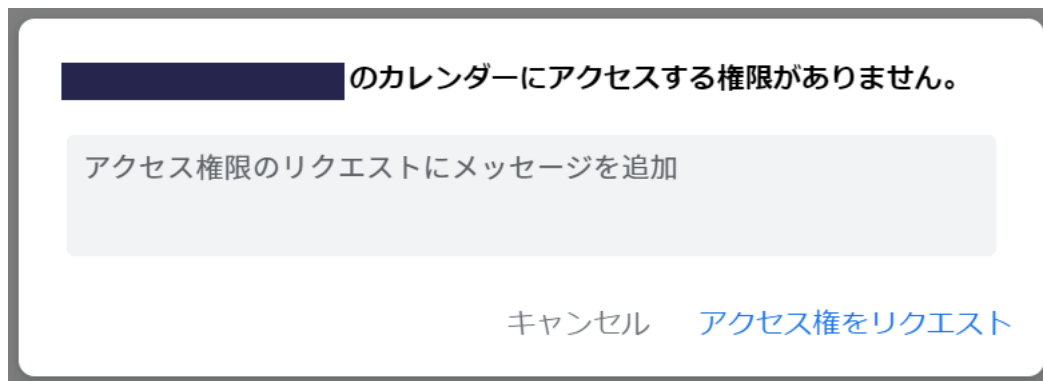 のカレンダーにアクセスする権限がありません。
アクセス権限のリクエストにメッセージを追加
キャンセル アクセス権をリクエスト